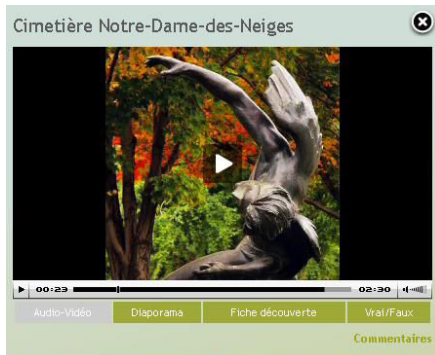 Cimetière Notre-Dame-des-Neiges
00:23 02:30
Audio-Vidéo Diaporama Fiche découverte Vrai/Faux
Commentaires